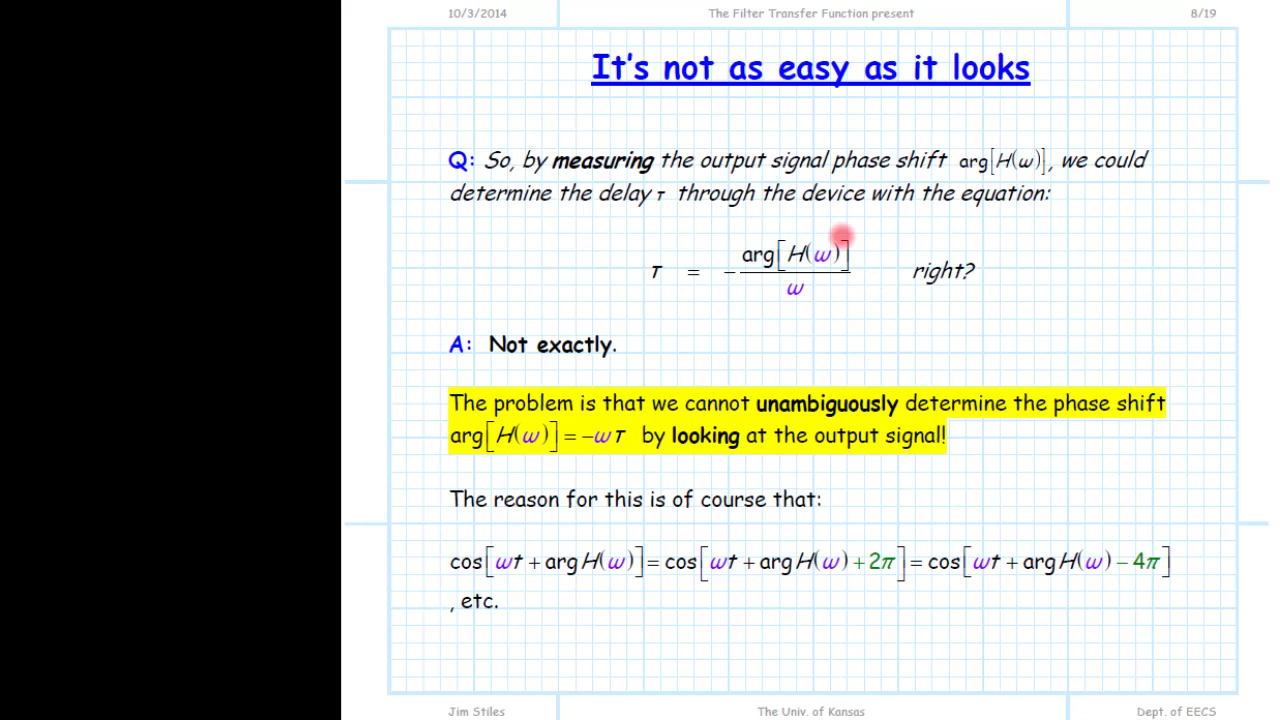 10/3/2014 The Filter Transfer Function present 8/19
It's not as easy as it looks
Q: So, by measuring the output signal phase shift arg[H(ω)], we could
determine the delay τ through the device with the equation:
τ = − arg[H(ω)] / ω right?
A: Not exactly.
The problem is that we cannot unambiguously determine the phase shift
arg[H(ω)] = −ωτ by looking at the output signal!
The reason for this is of course that:
cos[ωt + arg H(ω)] = cos[ωt + arg H(ω) + 2π] = cos[ωt + arg H(ω) − 4π]
, etc.
Jim Stiles The Univ. of Kansas Dept. of EECS